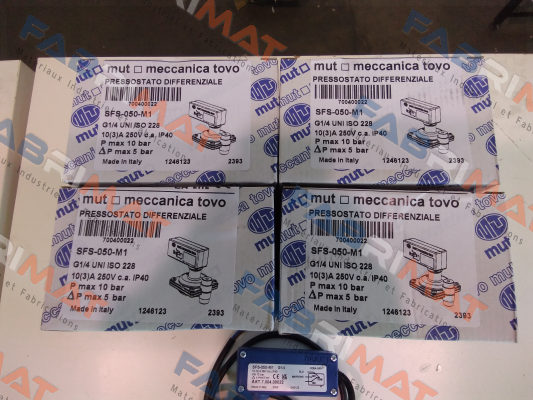 mut meccanica tovo
PRESSOSTATO DIFFERENZIALE
700400022
SFS-050-M1
G1/4 UNI ISO 228
10(3)A 250V c.a. IP40
P max 10 bar
Δ P max 5 bar
Made in Italy 1246123 2393
mut meccanica tovo
PRESSOSTATO DIFFERENZIALE
700400022
SFS-050-M1
G1/4 UNI ISO 228
10(3)A 250V c.a. IP40
P max 10 bar
Δ P max 5 bar
Made in Italy 1246123 2393
mut meccanica tovo
PRESSOSTATO DIFFERENZIALE
700400022
SFS-050-M1
G1/4 UNI ISO 228
10(3)A 250V c.a. IP40
P max 10 bar
Δ P max 5 bar
Made in Italy 1246123 2393
mut meccanica tovo
PRESSOSTATO DIFFERENZIALE
700400022
SFS-050-M1
G1/4 UNI ISO 228
10(3)A 250V c.a. IP40
P max 10 bar
Δ P max 5 bar
Made in Italy 1246123 2393
SFS-050-M1 G1/4
FABRIMAT